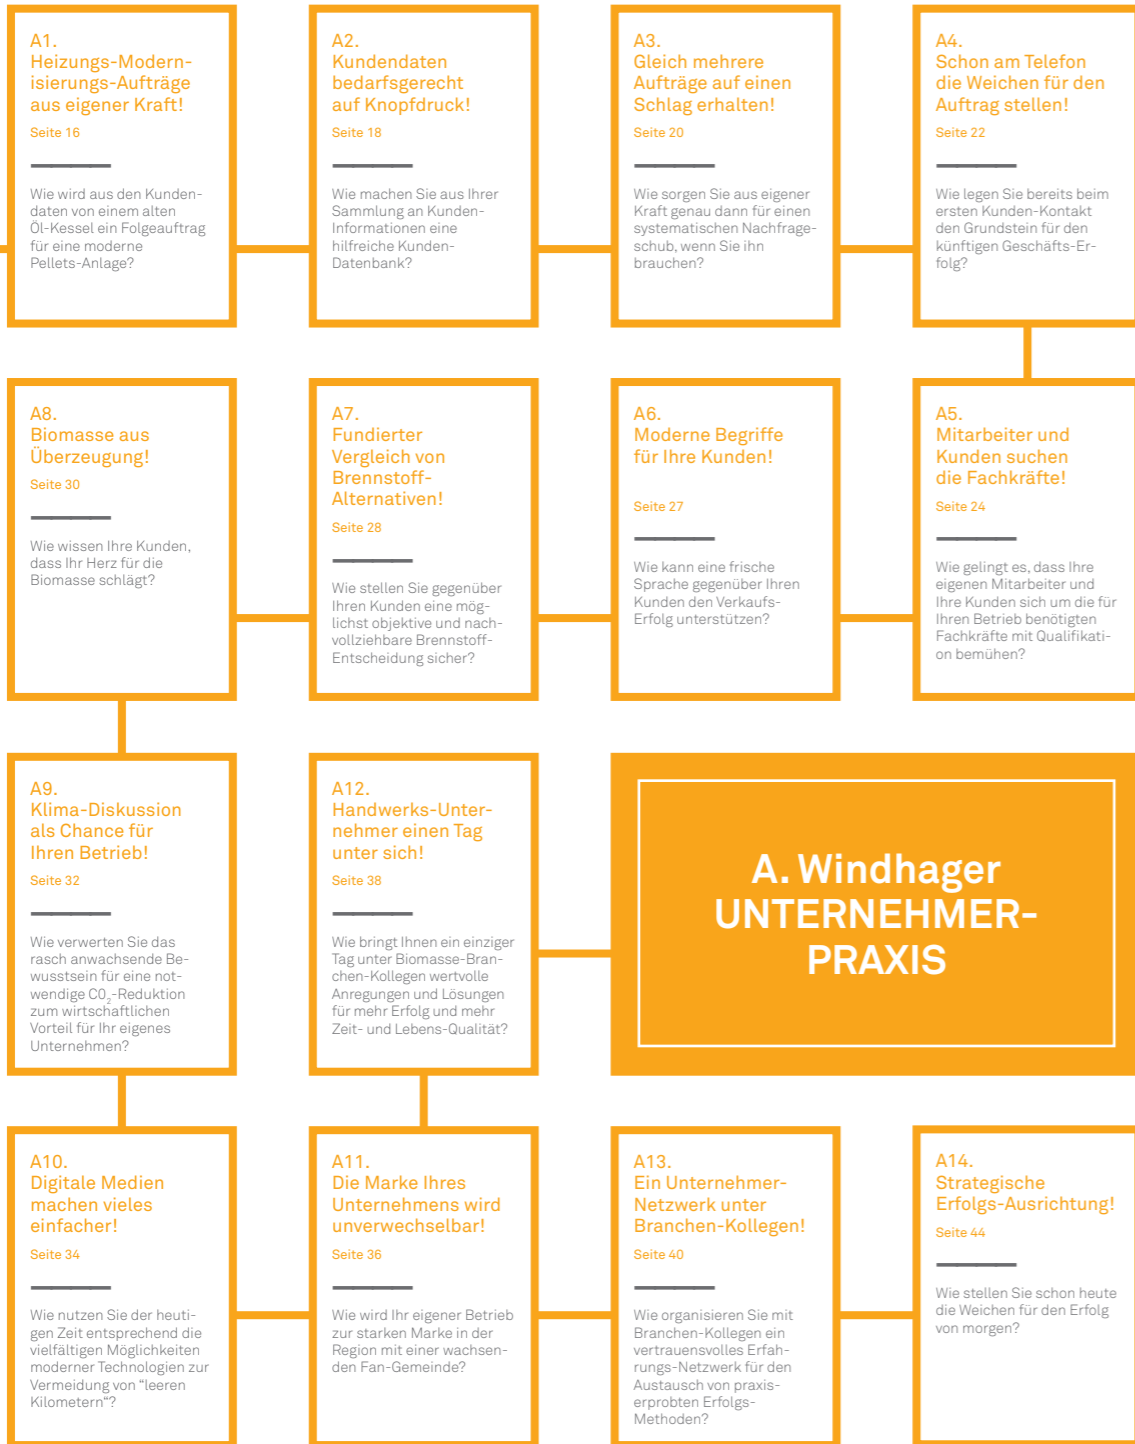 A1.
Heizungs-Modern-
isierungs-Aufträge
aus eigener Kraft!
Seite 16
Wie wird aus den Kunden-
daten von einem alten
Öl-Kessel ein Folgeauftrag
für eine moderne
Pellets-Anlage?
A2.
Kundendaten
bedarfsgerecht
auf Knopfdruck!
Seite 18
Wie machen Sie aus Ihrer
Sammlung an Kunden-
Informationen eine
hilfreiche Kunden-
Datenbank?
A3.
Gleich mehrere
Aufträge auf einen
Schlag erhalten!
Seite 20
Wie sorgen Sie aus eigener
Kraft genau dann für einen
systematischen Nachfrage-
schub, wenn Sie ihn
brauchen?
A4.
Schon am Telefon
die Weichen für den
Auftrag stellen!
Seite 22
Wie legen Sie bereits beim
ersten Kunden-Kontakt
den Grundstein für den
künftigen Geschäfts-Er-
folg?
A8.
Biomasse aus
Überzeugung!
Seite 30
Wie wissen Ihre Kunden,
dass Ihr Herz für die
Biomasse schlägt?
A7.
Fundierter
Vergleich von
Brennstoff-
Alternativen!
Seite 28
Wie stellen Sie gegenüber
Ihren Kunden eine mög-
lichst objektive und nach-
vollziehbare Brennstoff-
Entscheidung sicher?
A6.
Moderne Begriffe
für Ihre Kunden!
Seite 27
Wie kann eine frische
Sprache gegenüber Ihren
Kunden den Verkaufs-
Erfolg unterstützen?
A5.
Mitarbeiter und
Kunden suchen
die Fachkräfte!
Seite 24
Wie gelingt es, dass Ihre
eigenen Mitarbeiter und
Ihre Kunden sich um die für
Ihren Betrieb benötigten
Fachkräfte mit Qualifikati-
on bemühen?
A9.
Klima-Diskussion
als Chance für
Ihren Betrieb!
Seite 32
Wie verwerten Sie das
rasch anwachsende Be-
wusstsein für eine not-
wendige CO₂-Reduktion
zum wirtschaftlichen
Vorteil für Ihr eigenes
Unternehmen?
A12.
Handwerks-Unter-
nehmer einen Tag
unter sich!
Seite 38
Wie bringt Ihnen ein einziger
Tag unter Biomasse-Bran-
chen-Kollegen wertvolle
Anregungen und Lösungen
für mehr Erfolg und mehr
Zeit- und Lebens-Qualität?
A. Windhager
UNTERNEHMER-
PRAXIS
A10.
Digitale Medien
machen vieles
einfacher!
Seite 34
Wie nutzen Sie der heuti-
gen Zeit entsprechend die
vielfältigen Möglichkeiten
moderner Technologien zur
Vermeidung von "leeren
Kilometern"?
A11.
Die Marke Ihres
Unternehmens wird
unverwechselbar!
Seite 36
Wie wird Ihr eigener Betrieb
zur starken Marke in der
Region mit einer wachsen-
den Fan-Gemeinde?
A13.
Ein Unternehmer-
Netzwerk unter
Branchen-Kollegen!
Seite 40
Wie organisieren Sie mit
Branchen-Kollegen ein
vertrauensvolles Erfah-
rungs-Netzwerk für den
Austausch von praxis-
erprobten Erfolgs-
Methoden?
A14.
Strategische
Erfolgs-Ausrichtung!
Seite 44
Wie stellen Sie schon heute
die Weichen für den Erfolg
von morgen?